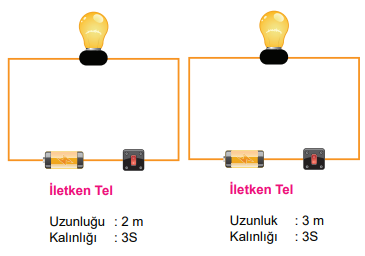 İletken Tel
Uzunluğu : 2 m
Kalınlığı : 3S
İletken Tel
Uzunluk : 3 m
Kalınlığı : 3S